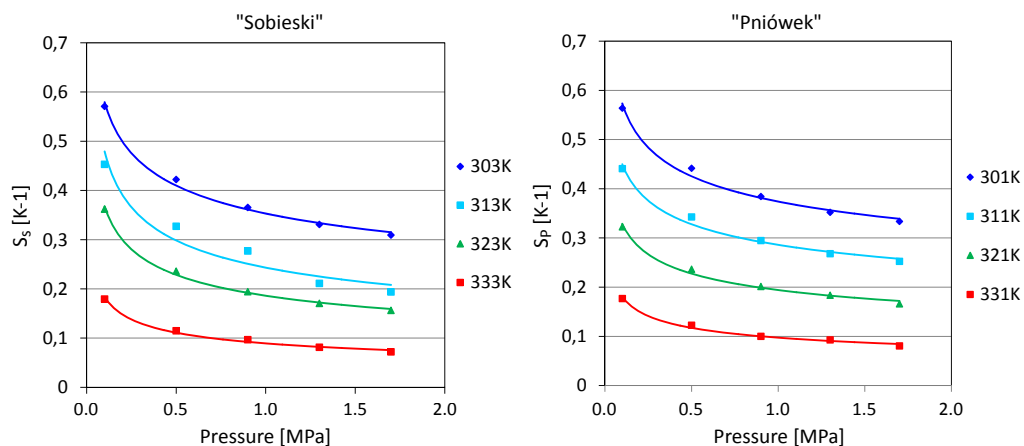 "Sobieski"
0,7
0,6
0,5
0,4
0,3
0,2
0,1
0
Ss [K-1]
0.0
0.5
1.0
1.5
2.0
Pressure [MPa]
303K
313K
323K
333K
"Pniówek"
0,7
0,6
0,5
0,4
0,3
0,2
0,1
0
SP [K-1]
0.0
0.5
1.0
1.5
2.0
Pressure [MPa]
301K
311K
321K
331K